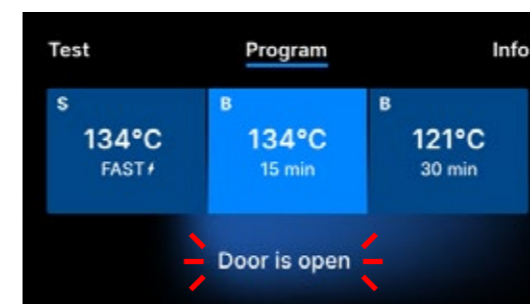 Test Program Info
S B B
134°C 134°C 121°C
FAST 15 min 30 min
Door is open